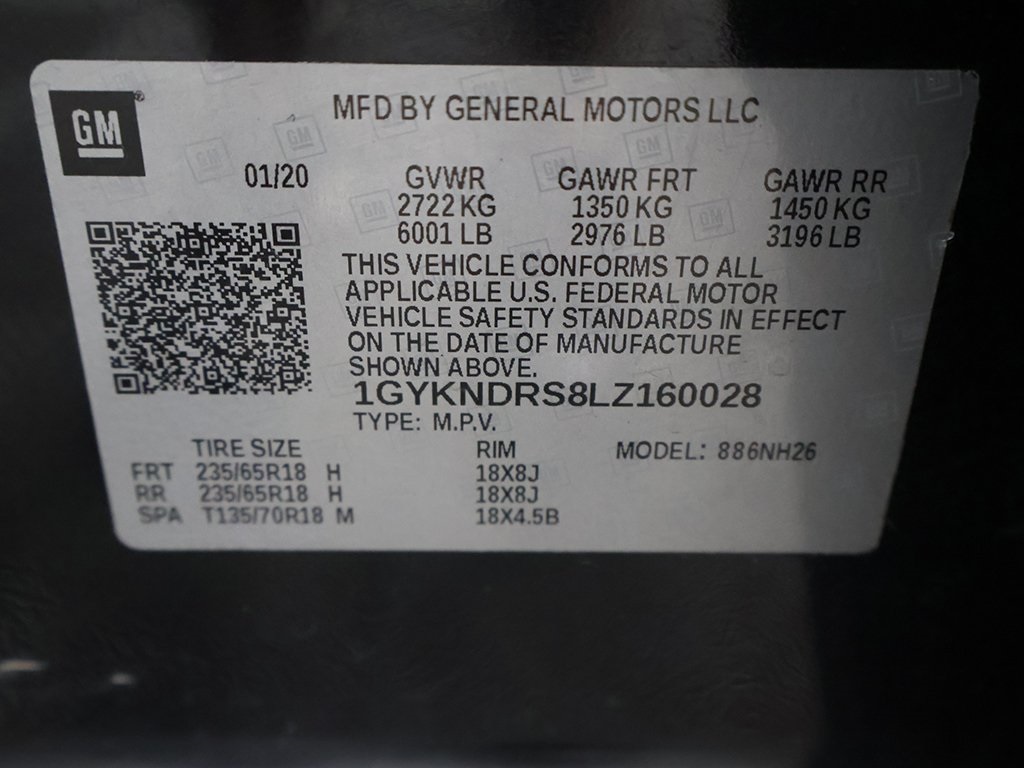 GM
MFD BY GENERAL MOTORS LLC
01/20 GVWR GAWR FRT GAWR RR
2722 KG 1350 KG 1450 KG
6001 LB 2976 LB 3196 LB
THIS VEHICLE CONFORMS TO ALL
APPLICABLE U.S. FEDERAL MOTOR
VEHICLE SAFETY STANDARDS IN EFFECT
ON THE DATE OF MANUFACTURE
SHOWN ABOVE.
1GYKNDRS8LZ160028
TYPE: M.P.V.
TIRE SIZE RIM MODEL: 886NH26
FRT 235/65R18 H 18X8J
RR 235/65R18 H 18X8J
SPA T135/70R18 M 18X4.5B